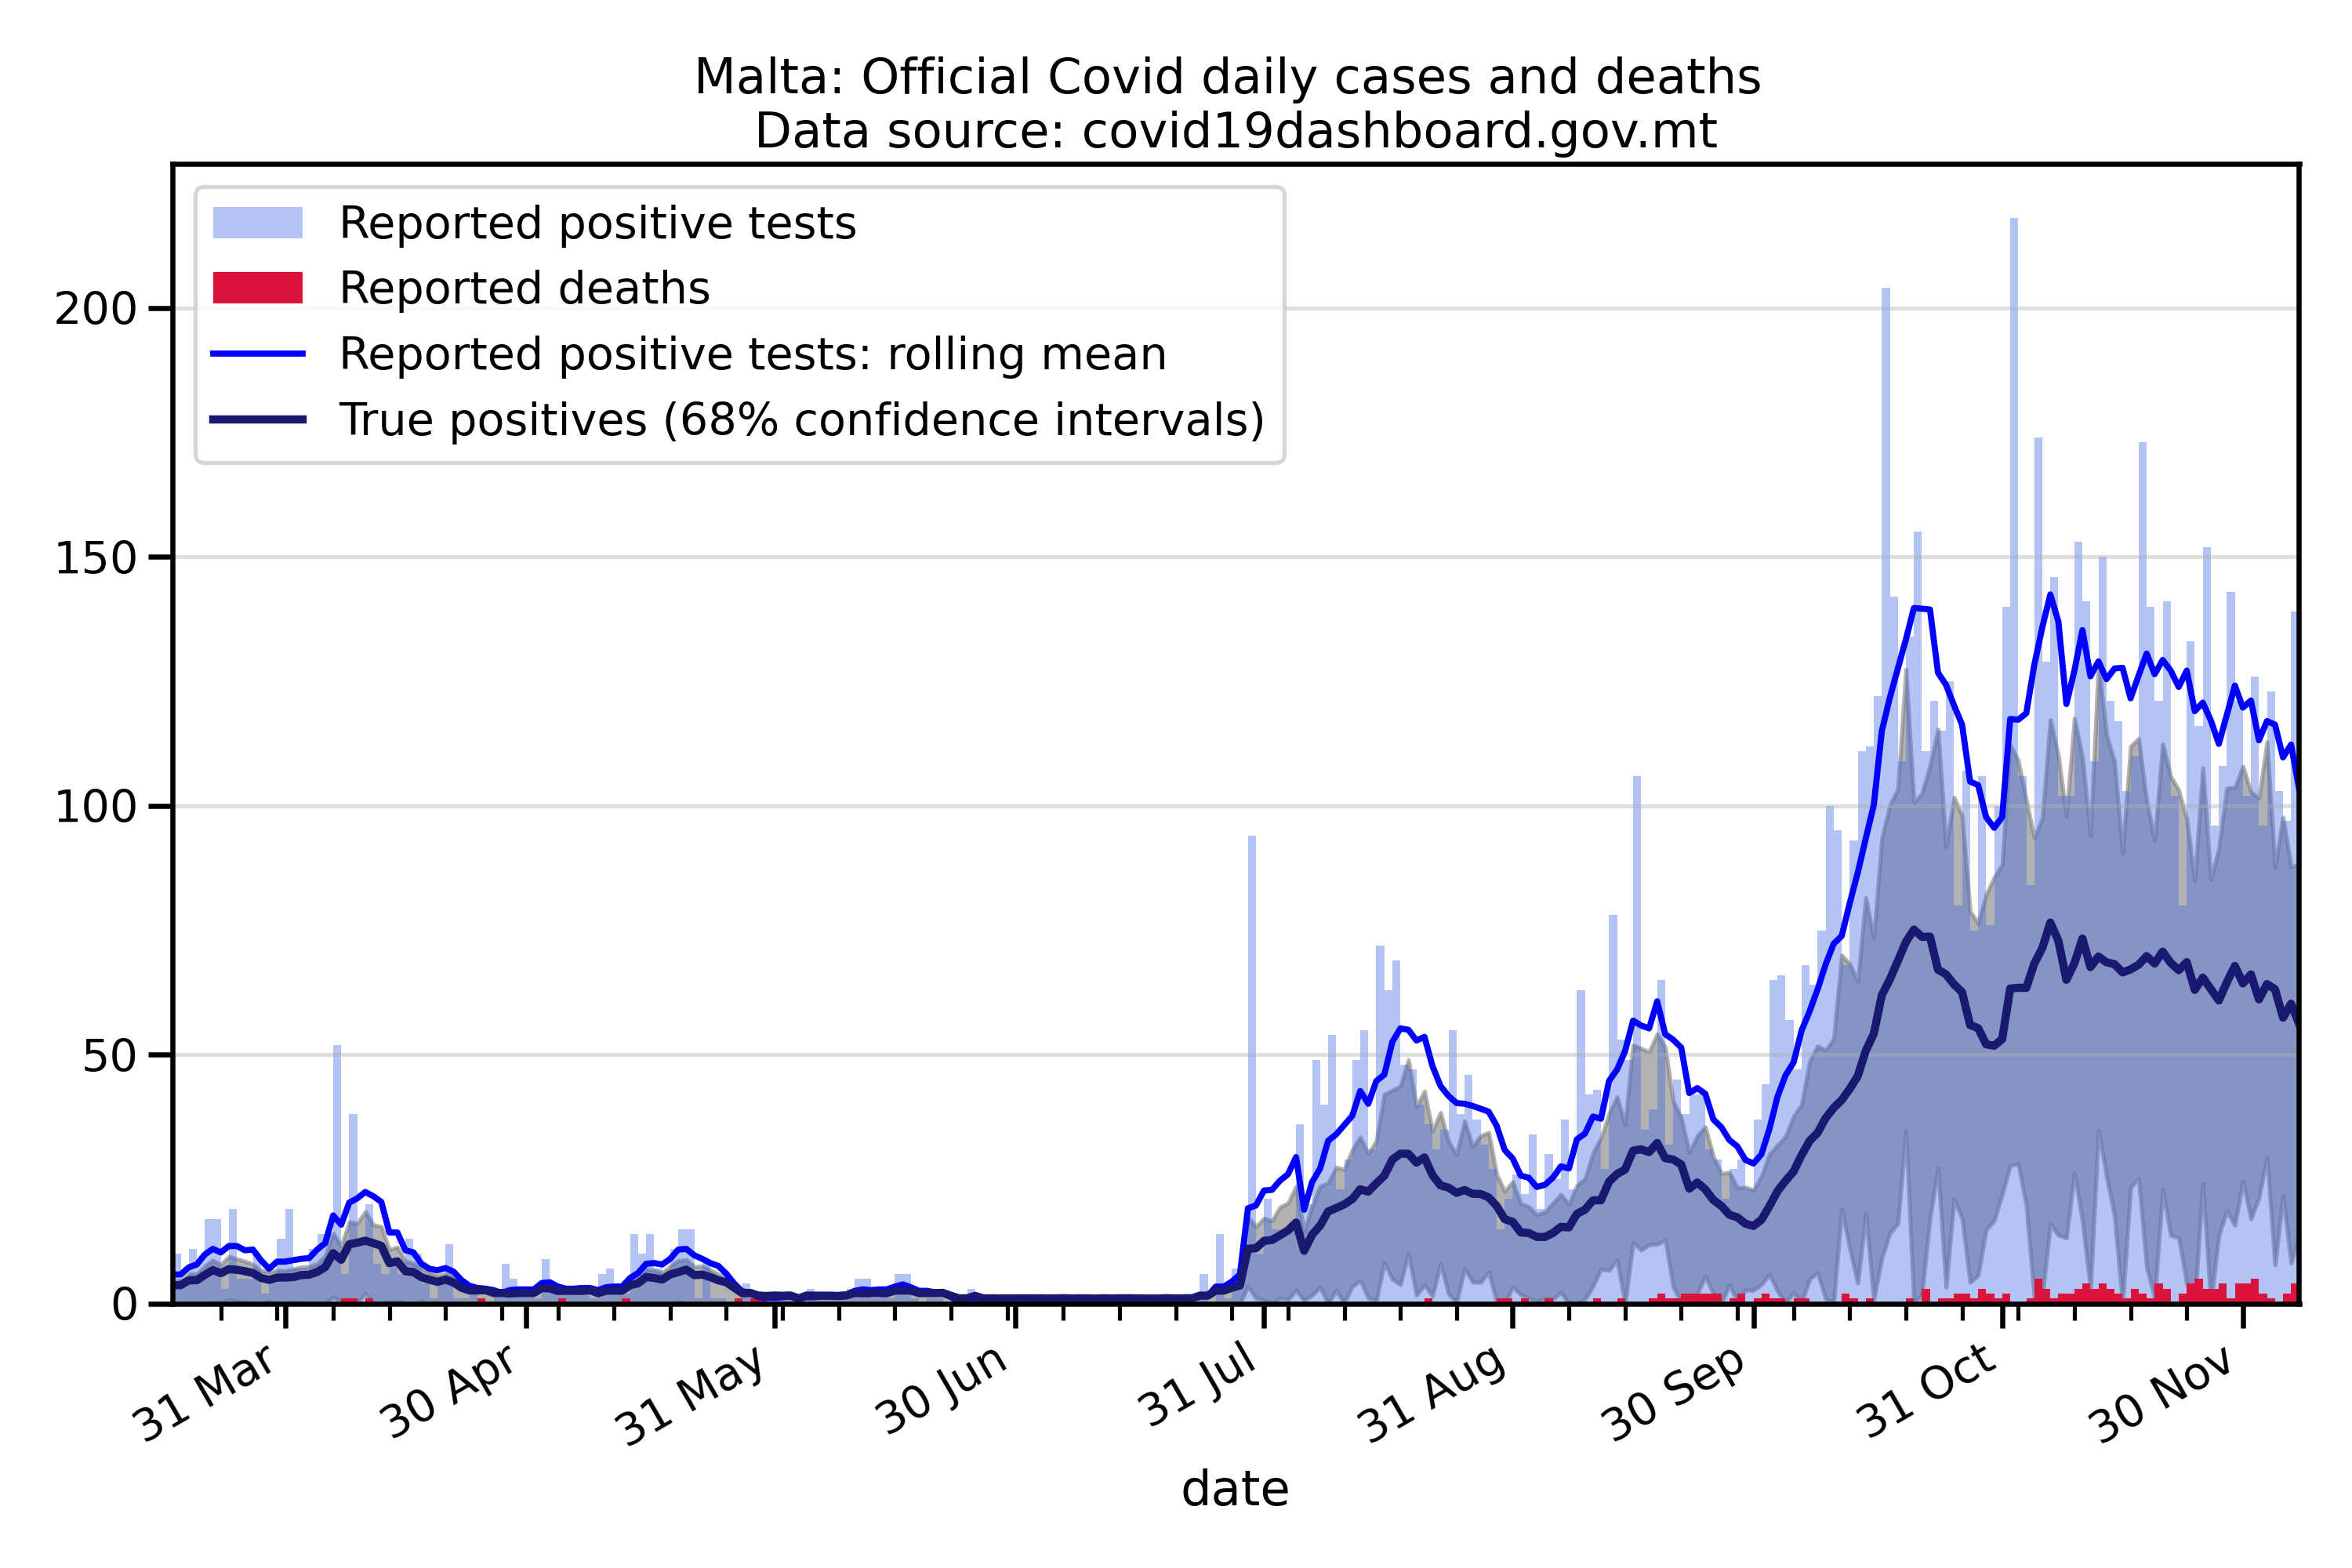 Malta: Official Covid daily cases and deaths
Data source: covid19dashboard.gov.mt
Reported positive tests
Reported deaths
Reported positive tests: rolling mean
True positives (68% confidence intervals)
200
150
100
50
0
31 Mar
30 Apr
31 May
30 Jun
31 Jul
31 Aug
30 Sep
31 Oct
30 Nov
date